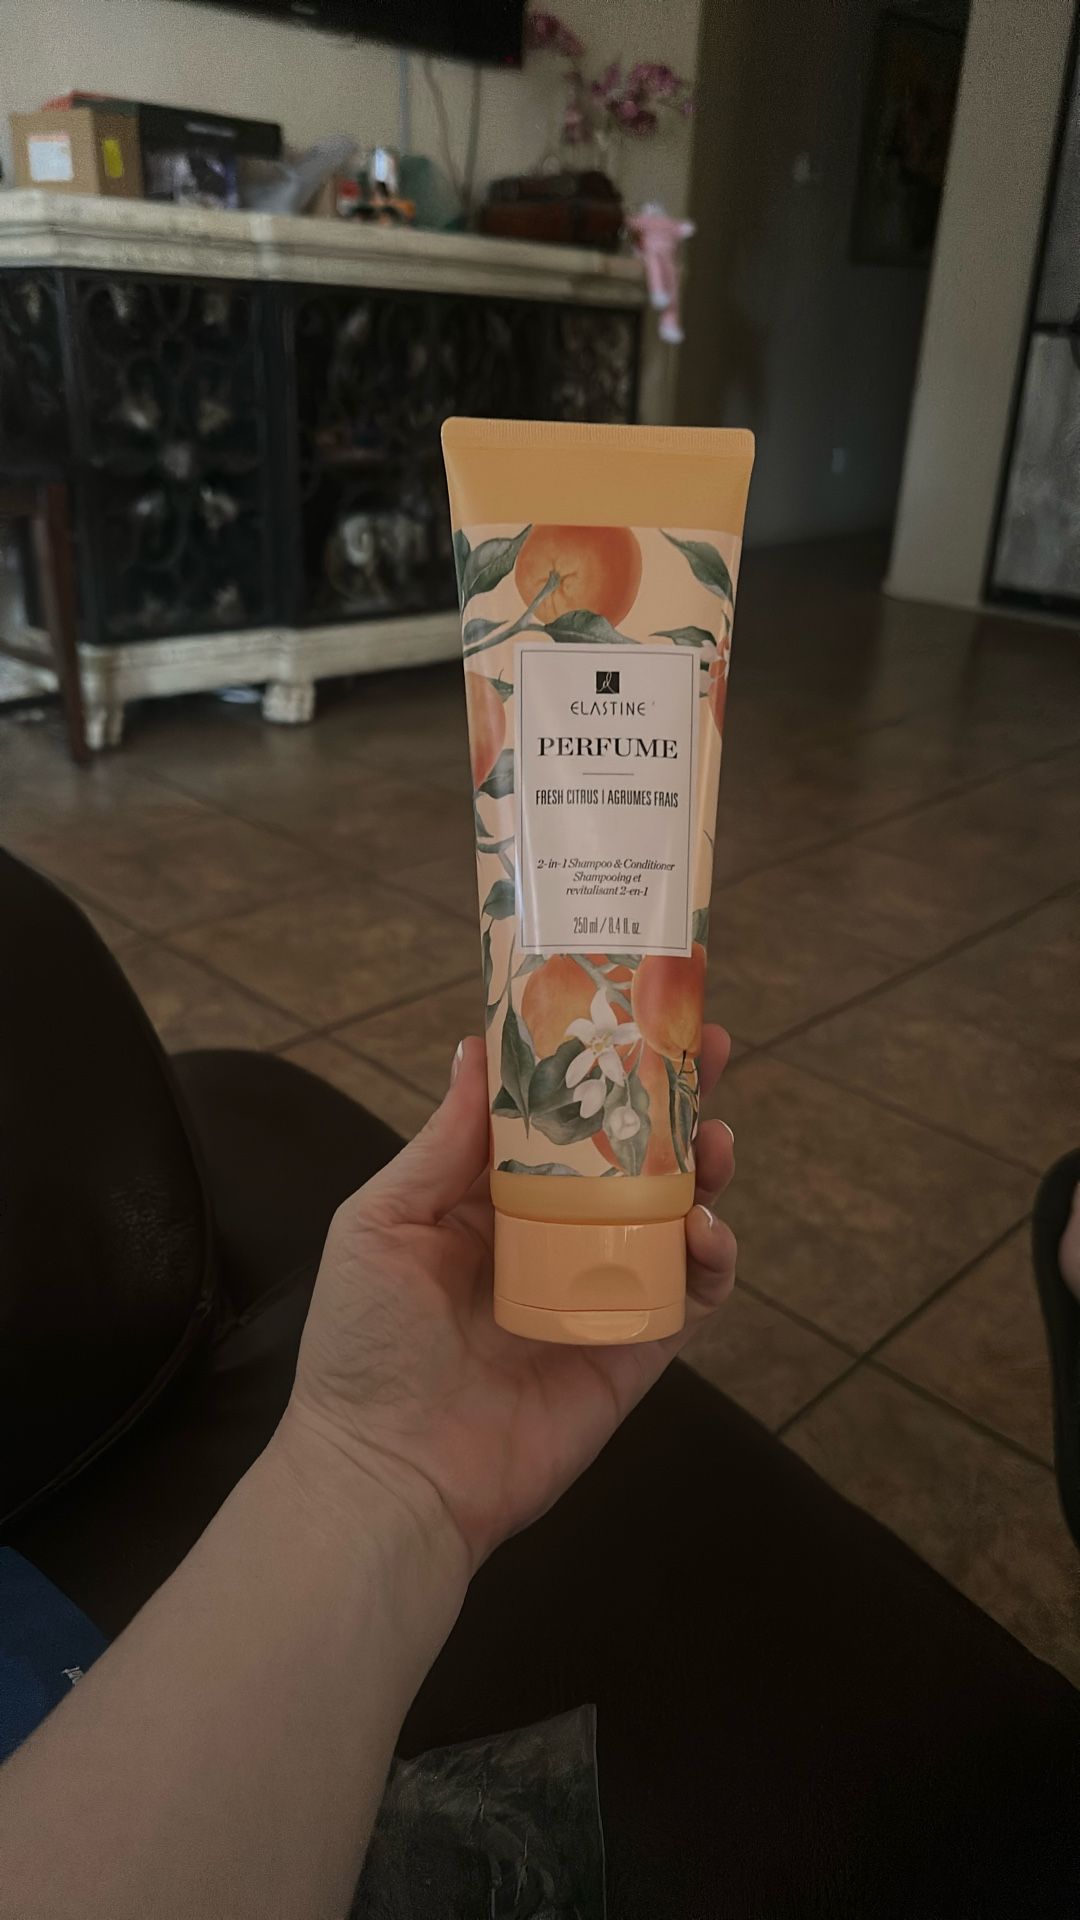 ELASTINE
PERFUME
FRESH CITRUS | AGRUMES FRAIS
2-in-1 Shampoo & Conditioner
Shampooing et
revitalisant 2-en-1
250 ml / 8.4 fl. oz.